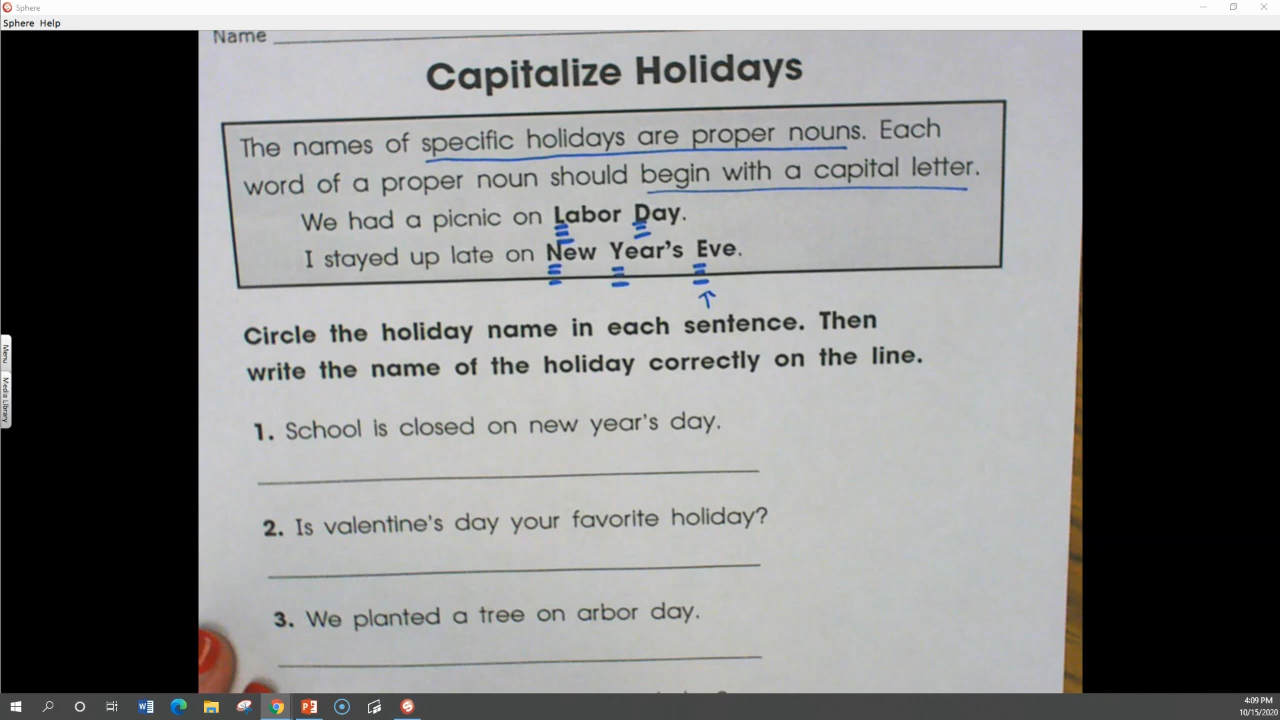 Sphere
Sphere Help
Name
Capitalize Holidays
The names of specific holidays are proper nouns. Each
word of a proper noun should begin with a capital letter.
We had a picnic on Labor Day.
I stayed up late on New Year's Eve.
Circle the holiday name in each sentence. Then
write the name of the holiday correctly on the line.
1. School is closed on new year's day.
2. Is valentine's day your favorite holiday?
3. We planted a tree on arbor day.
Menu
Media Library
4:09 PM
10/15/2020